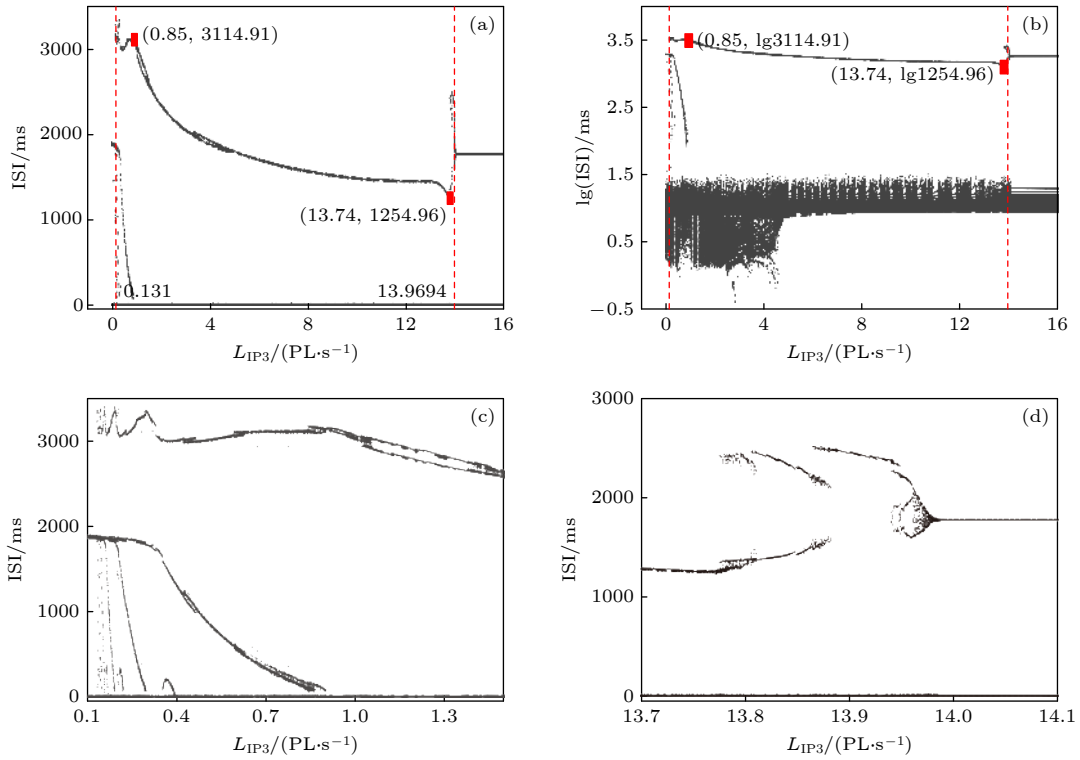 (a)
3000
2000
1000
0
ISI/ms
(0.85, 3114.91)
(13.74, 1254.96)
0.131
13.9694
0 4 8 12 16
L_IP3/(PL·s⁻¹)
(b)
3.5
2.5
1.5
0.5
−0.5
lg(ISI)/ms
(0.85, lg3114.91)
(13.74, lg1254.96)
0 4 8 12 16
L_IP3/(PL·s⁻¹)
(c)
3000
2000
1000
0
ISI/ms
0.1 0.4 0.7 1.0 1.3
L_IP3/(PL·s⁻¹)
(d)
3000
2000
1000
0
ISI/ms
13.7 13.8 13.9 14.0 14.1
L_IP3/(PL·s⁻¹)